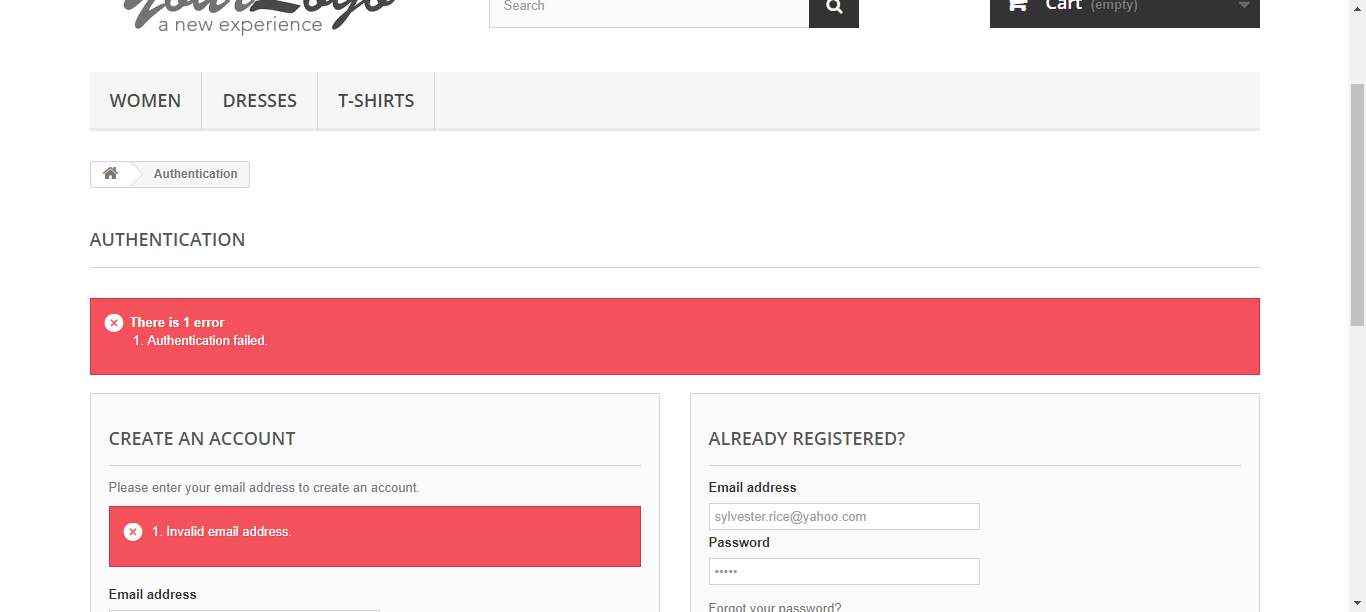 your Logo
a new experience
Search
Cart (empty)
WOMEN
DRESSES
T-SHIRTS
Authentication
AUTHENTICATION
There is 1 error
1. Authentication failed.
CREATE AN ACCOUNT
Please enter your email address to create an account.
1. Invalid email address.
Email address
ALREADY REGISTERED?
Email address
sylvester.rice@yahoo.com
Password
•••••
Forgot your password?